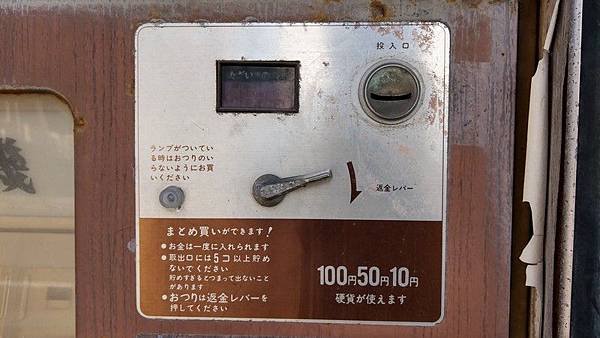 投入口
ランプがついてい
る時はおつりのい
らないようにお買
いください
返金レバー
まとめ買いができます!
●お金は一度に入れられます
●取出口には5コ以上貯め
ないでください
貯めすぎるとつまって出ないこと
があります
●おつりは返金レバーを
押してください
100円50円10円
硬貨が使えます
機